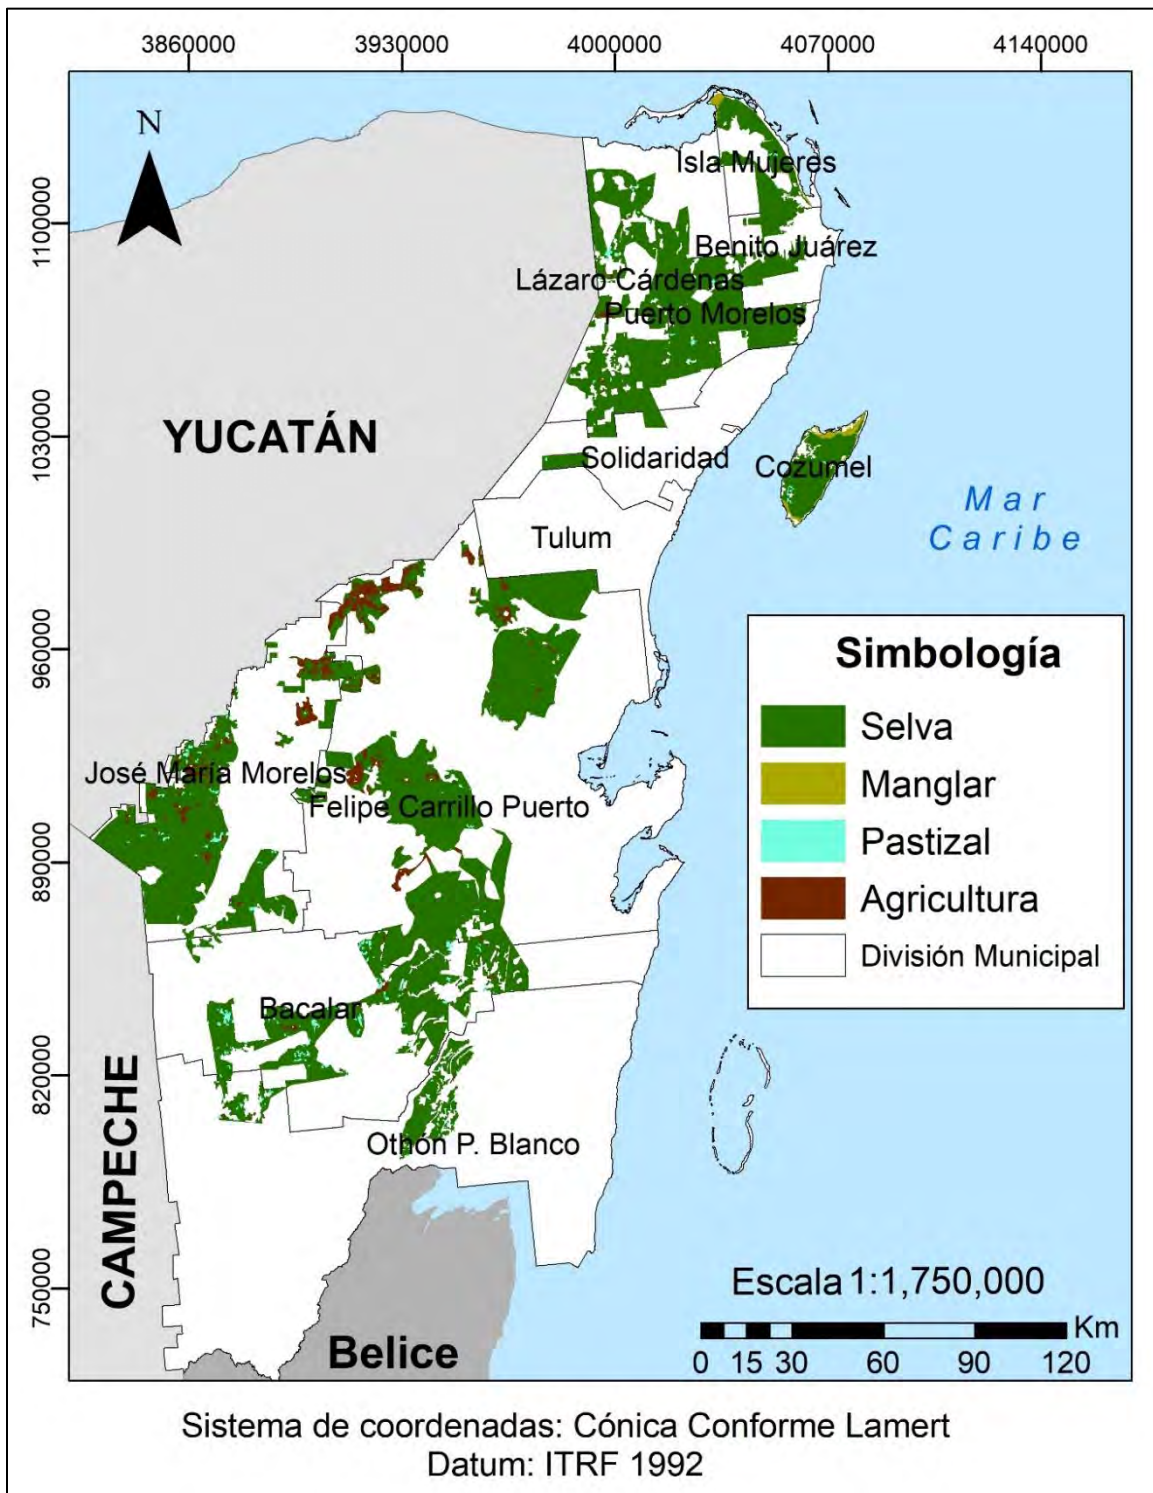 3860000 3930000 4000000 4070000 4140000
N
1100000
1030000
960000
890000
820000
750000
Isla Mujeres
Benito Juárez
Lázaro Cárdenas
Puerto Morelos
YUCATÁN
Solidaridad
Cozumel
Mar
Caribe
Tulum
Simbología
Selva
Manglar
Pastizal
Agricultura
División Municipal
José María Morelos
Felipe Carrillo Puerto
Bacalar
CAMPECHE
Othón P. Blanco
Belice
Escala 1:1,750,000
Km
0 15 30 60 90 120
Sistema de coordenadas: Cónica Conforme Lamert
Datum: ITRF 1992